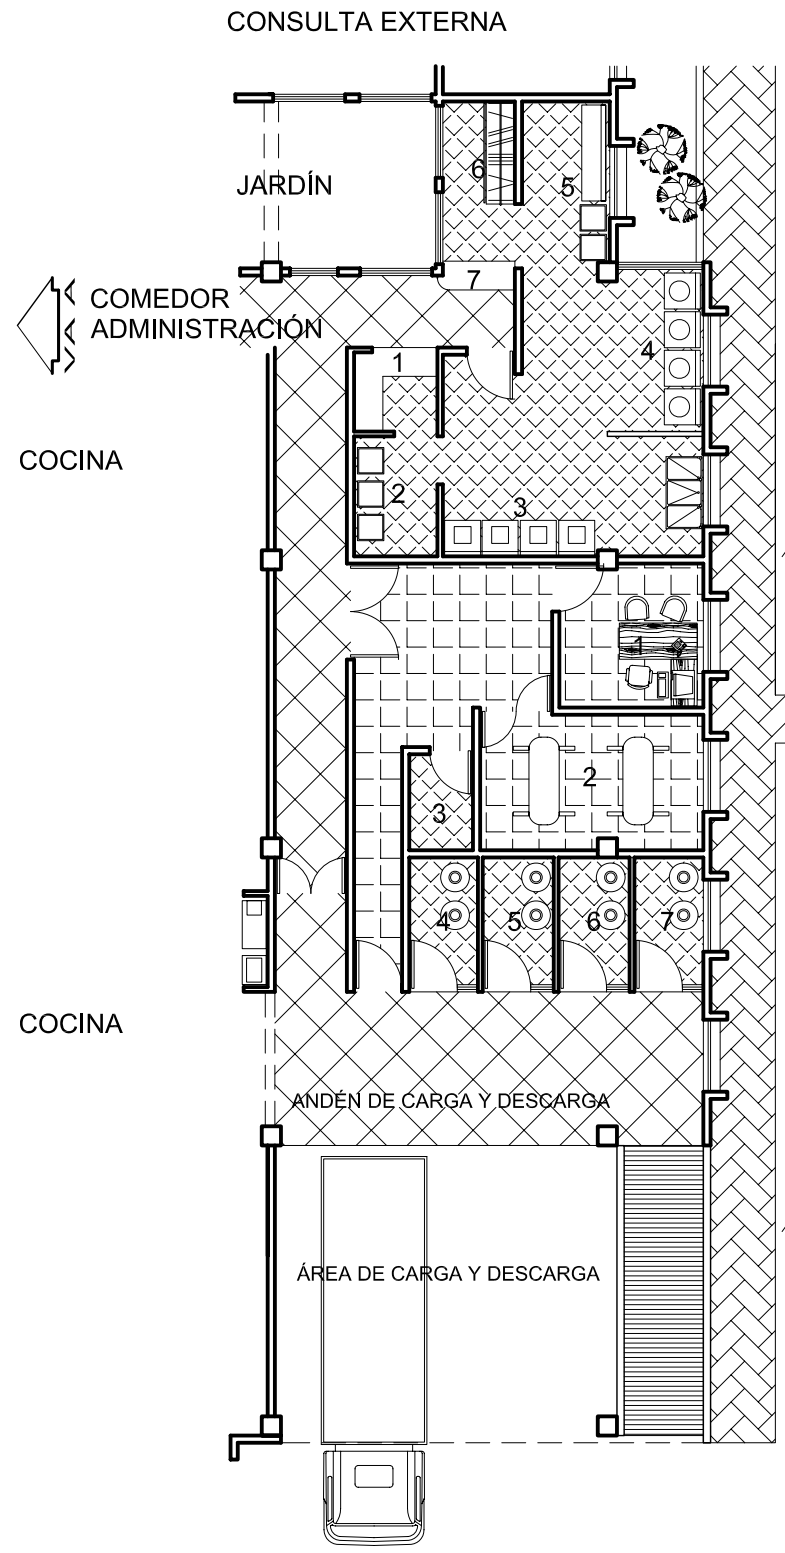 CONSULTA EXTERNA
6
5
JARDÍN
7
COMEDOR
ADMINISTRACIÓN
4
1
COCINA
2
3
1
2
3
4
5
6
7
COCINA
ANDÉN DE CARGA Y DESCARGA
ÁREA DE CARGA Y DESCARGA